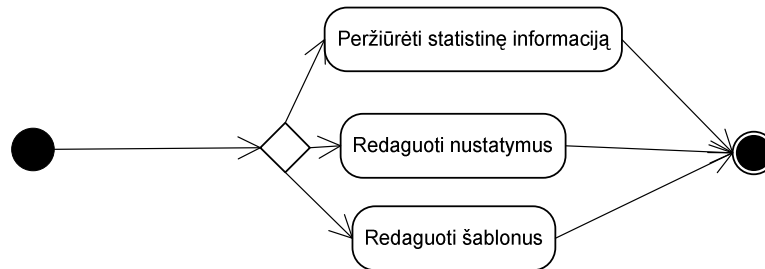 Peržiūrėti statistinę informaciją
Redaguoti nustatymus
Redaguoti šablonus